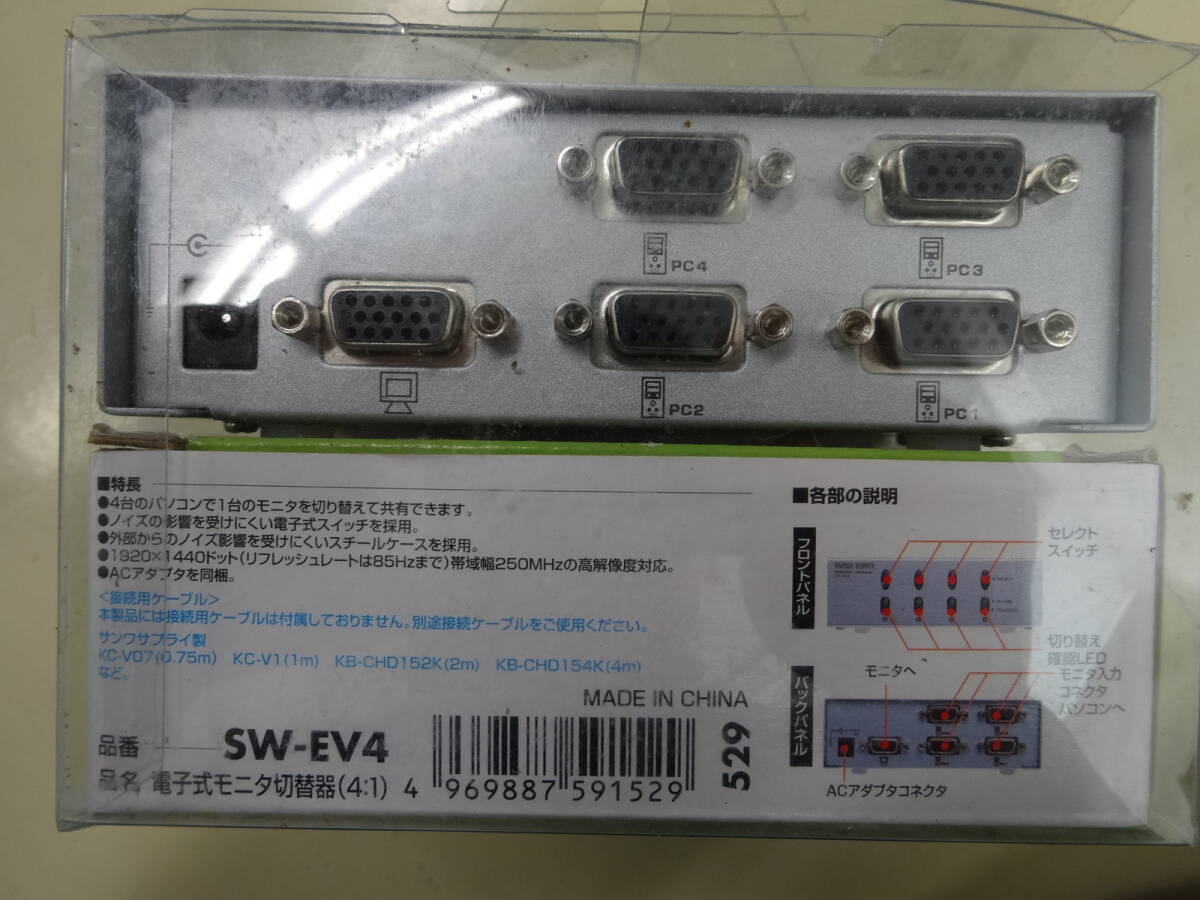 PC4
PC3
PC2
PC1
■特長
●4台のパソコンで1台のモニタを切り替えて共有できます。
●ノイズの影響を受けにくい電子式スイッチを採用。
●外部からのノイズ影響を受けにくいスチールケースを採用。
●1920×1440ドット(リフレッシュレートは85Hzまで)帯域幅250MHzの高解像度対応。
●ACアダプタを同梱。
<接続用ケーブル>
本製品には接続用ケーブルは付属しておりません。別途接続ケーブルをご使用ください。
サンワサプライ製
KC-V07(0.75m) KC-V1(1m) KB-CHD152K(2m) KB-CHD154K(4m)
など。
MADE IN CHINA
品番 SW-EV4
品名 電子式モニタ切替器(4:1)
4 969887 591529
529
■各部の説明
フロントパネル
セレクト
スイッチ
SANWA SUPPLY
切り替え
確認LED
バックパネル
モニタへ
モニタ入力
コネクタ
パソコンへ
ACアダプタコネクタ